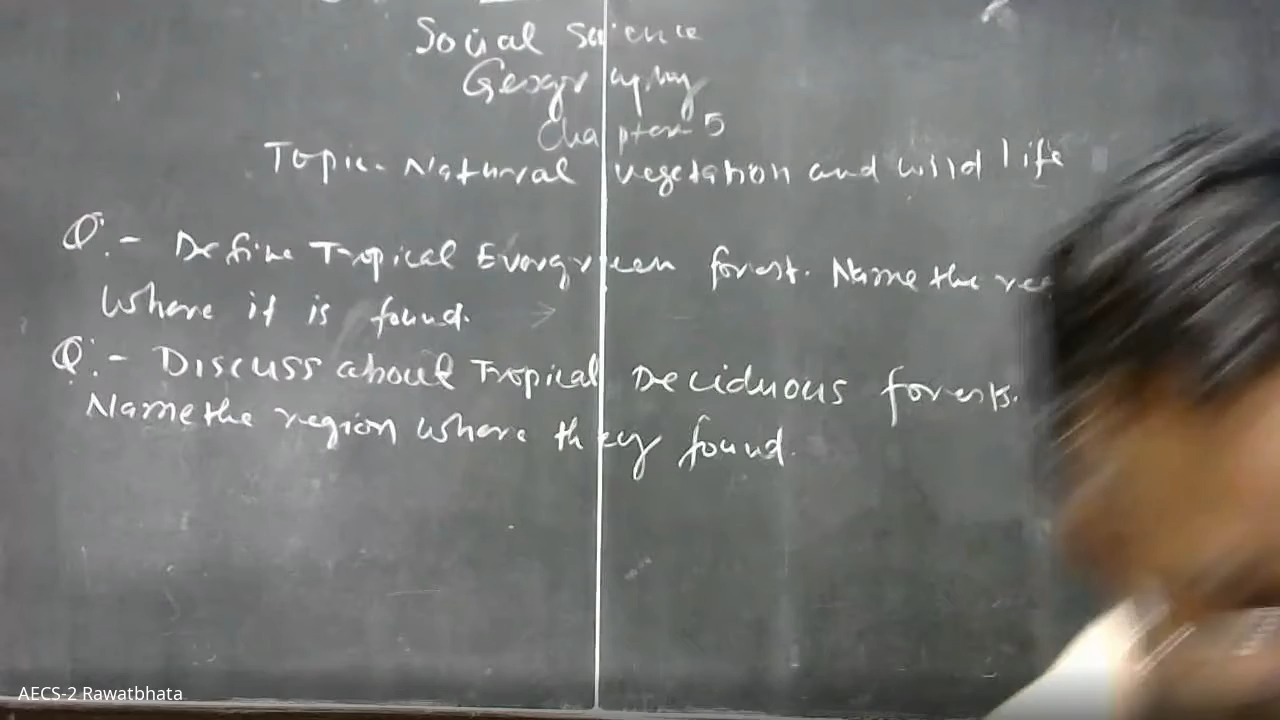 Social Science
Geography
Chapter 5
Topic - Natural vegetation and wild life
Q:- Define Tropical Evergreen forest. Name the
Where it is found.
Q:- Discuss about Tropical Deciduous forests.
Name the region where they found.
AECS-2 Rawatbhata